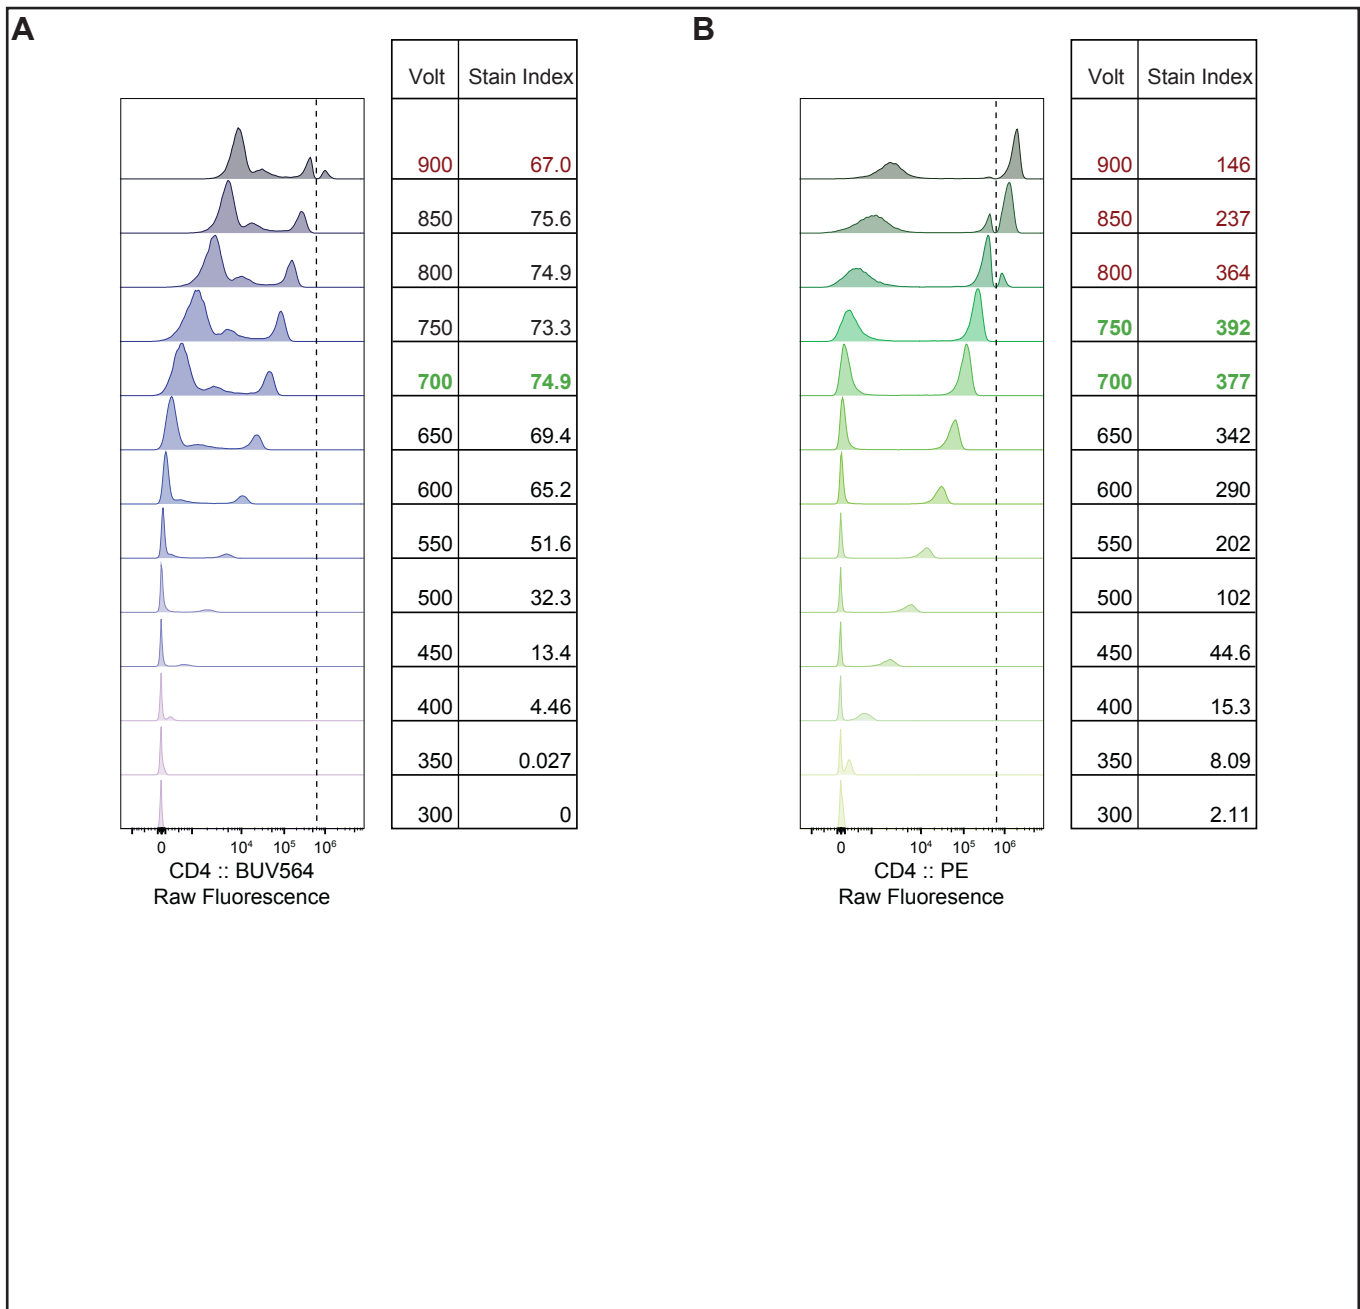 A
Volt Stain Index
900 67.0
850 75.6
800 74.9
750 73.3
700 74.9
650 69.4
600 65.2
550 51.6
500 32.3
450 13.4
400 4.46
350 0.027
300 0
0 10⁴ 10⁵ 10⁶
CD4 :: BUV564
Raw Fluorescence
B
Volt Stain Index
900 146
850 237
800 364
750 392
700 377
650 342
600 290
550 202
500 102
450 44.6
400 15.3
350 8.09
300 2.11
0 10⁴ 10⁵ 10⁶
CD4 :: PE
Raw Fluoresence